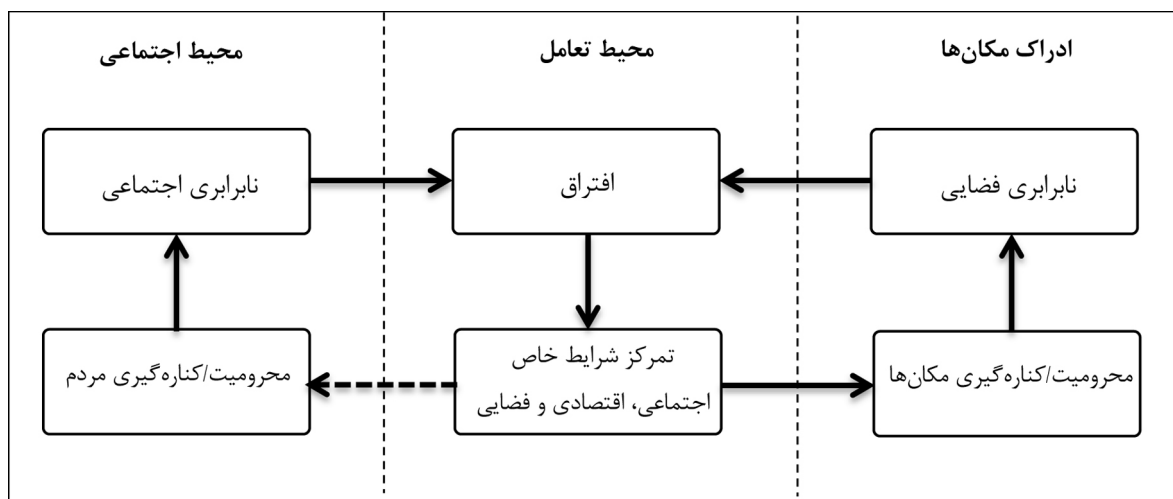 ادراک مکان‌ها
محیط تعامل
محیط اجتماعی
نابرابری فضایی
افتراق
نابرابری اجتماعی
محرومیت/کناره‌گیری مکان‌ها
تمرکز شرایط خاص
اجتماعی، اقتصادی و فضایی
محرومیت/کناره‌گیری مردم